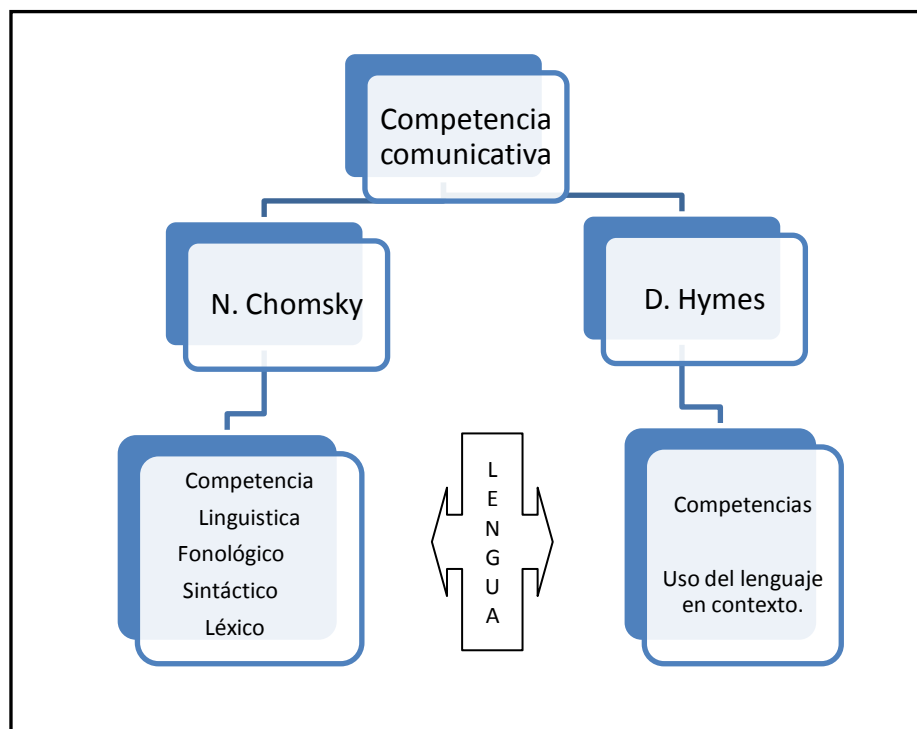 Competencia
comunicativa
N. Chomsky
D. Hymes
Competencia
Linguistica
Fonológico
Sintáctico
Léxico
L
E
N
G
U
A
Competencias
Uso del lenguaje
en contexto.